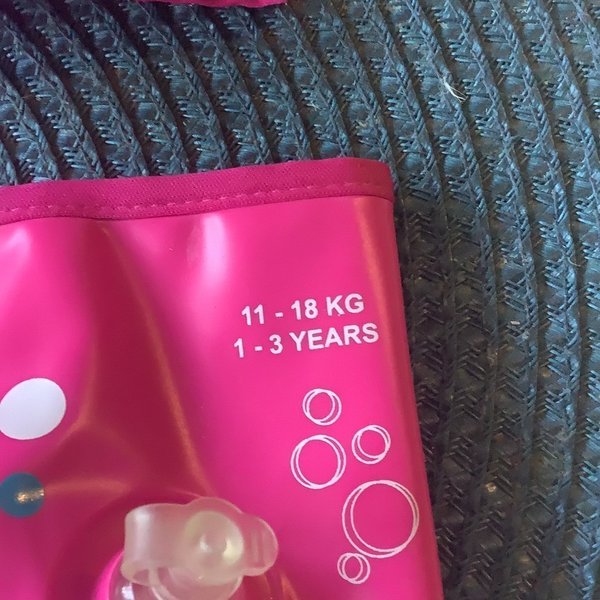 11 - 18 KG
1 - 3 YEARS